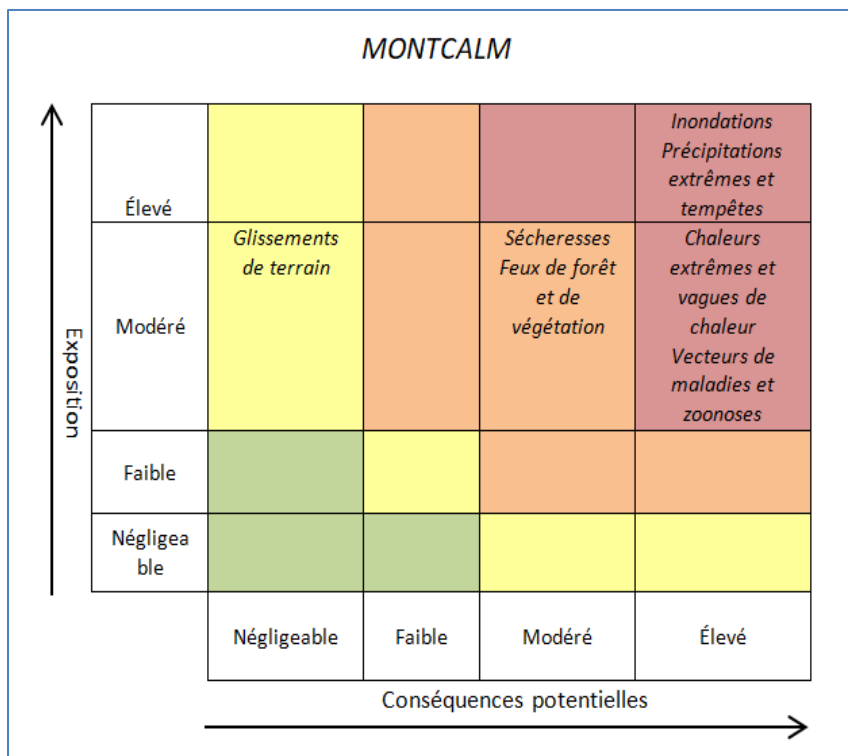 MONTCALM
Exposition
Élevé
Inondations
Précipitations
extrêmes et
tempêtes
Modéré
Glissements
de terrain
Sécheresses
Feux de forêt
et de
végétation
Chaleurs
extrêmes et
vagues de
chaleur
Vecteurs de
maladies et
zoonoses
Faible
Négligea
ble
Négligeable
Faible
Modéré
Élevé
Conséquences potentielles